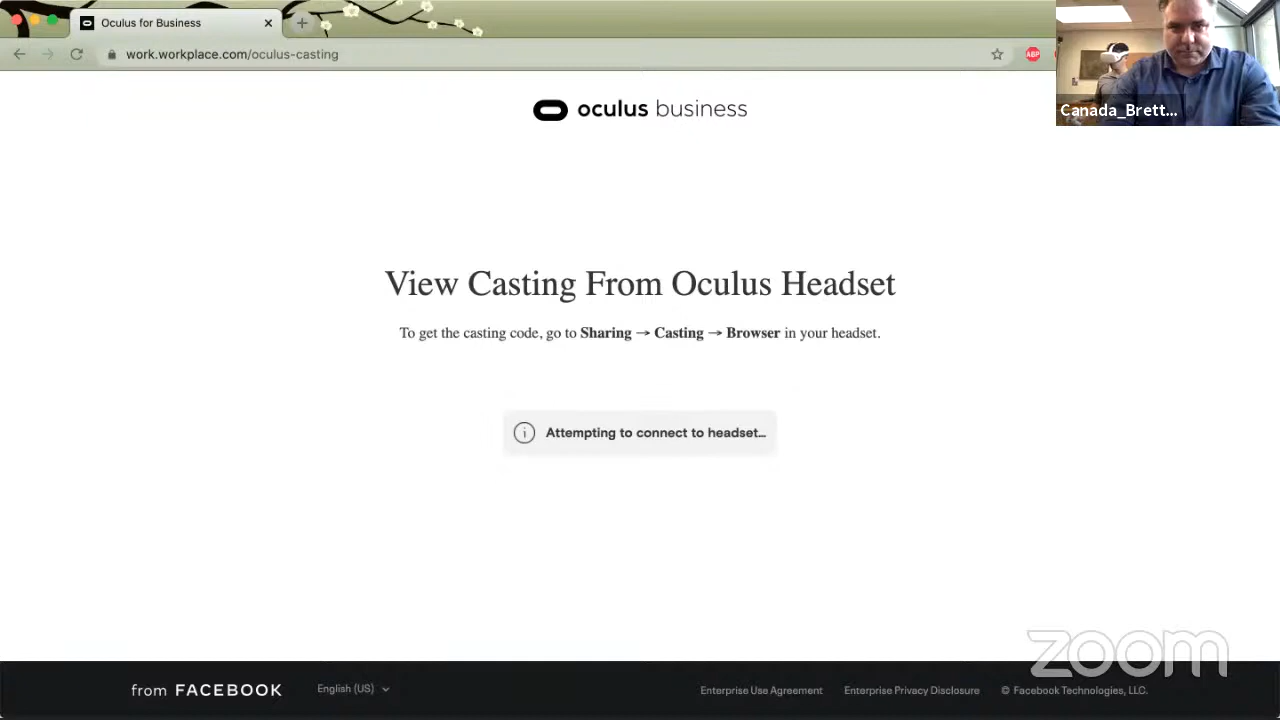 Oculus for Business
work.workplace.com/oculus-casting
ABP
Canada_Brett...
oculus business
View Casting From Oculus Headset
To get the casting code, go to Sharing → Casting → Browser in your headset.
Attempting to connect to headset...
zoom
from FACEBOOK
English (US)
Enterprise Use Agreement
Enterprise Privacy Disclosure
© Facebook Technologies, LLC.